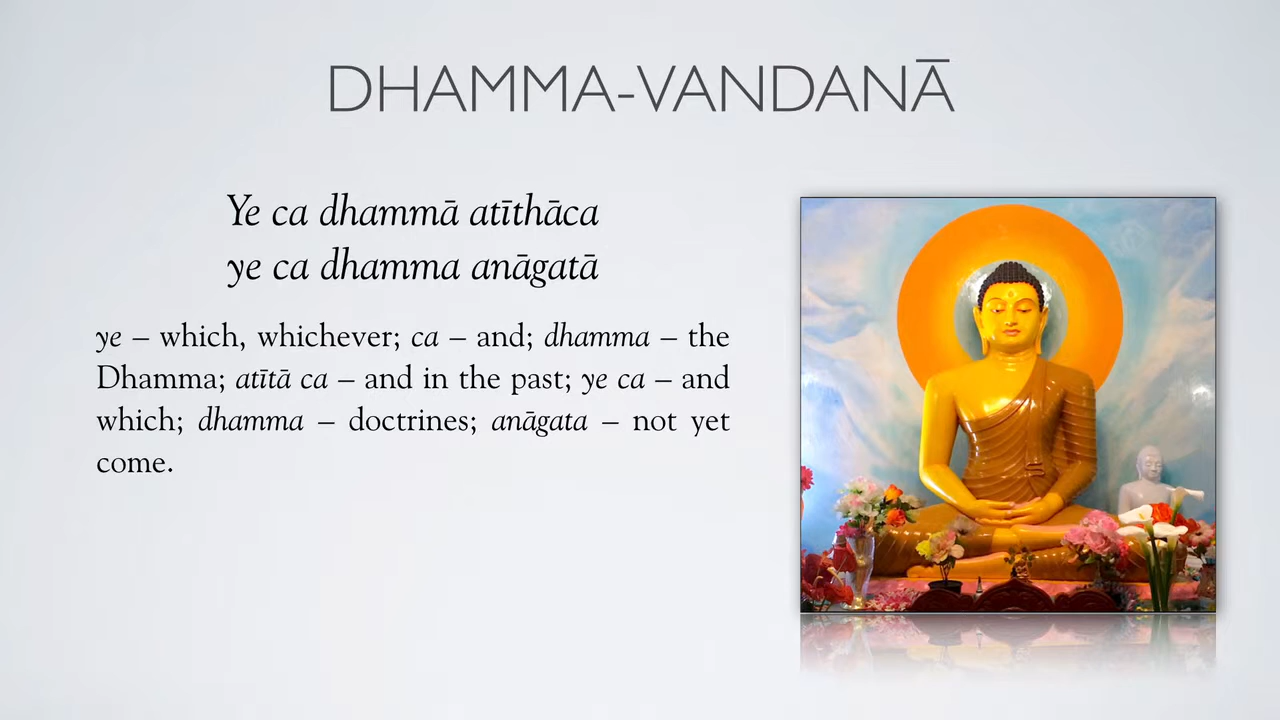 DHAMMA-VANDANĀ
Ye ca dhammā atīthāca
ye ca dhamma anāgatā
ye – which, whichever; ca – and; dhamma – the
Dhamma; atītā ca – and in the past; ye ca – and
which; dhamma – doctrines; anāgata – not yet
come.